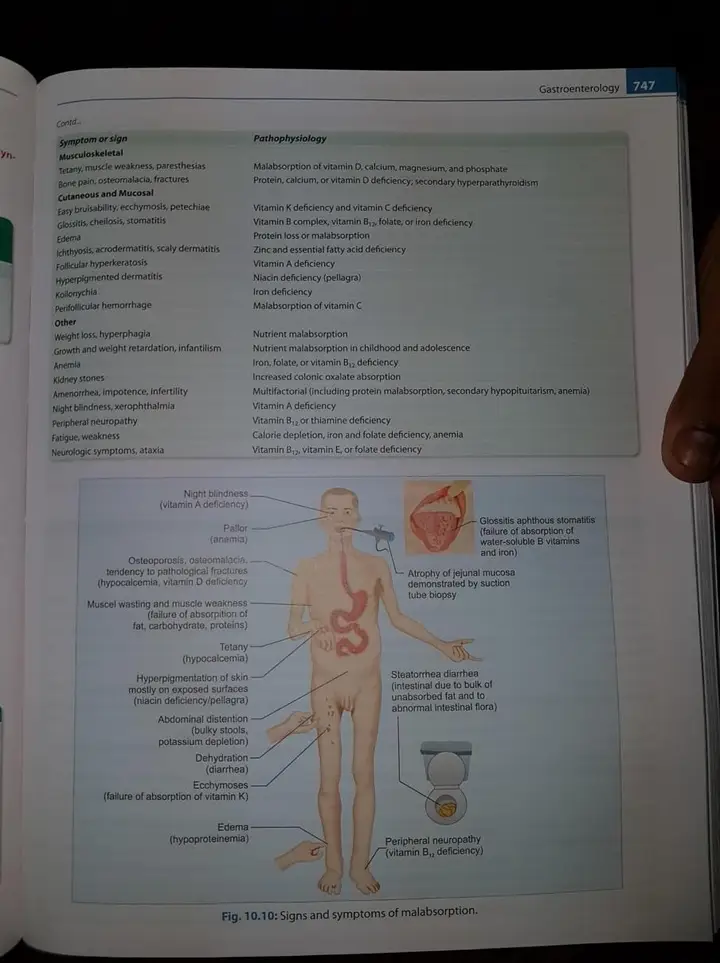 Gastroenterology 747
yn.
Contd...
Symptom or sign Pathophysiology
Musculoskeletal
Tetany, muscle weakness, paresthesias Malabsorption of vitamin D, calcium, magnesium, and phosphate
Bone pain, osteomalacia, fractures Protein, calcium, or vitamin D deficiency; secondary hyperparathyroidism
Cutaneous and Mucosal
Easy bruisability, ecchymosis, petechiae Vitamin K deficiency and vitamin C deficiency
Glossitis, cheilosis, stomatitis Vitamin B complex, vitamin B12, folate, or iron deficiency
Edema Protein loss or malabsorption
Ichthyosis, acrodermatitis, scaly dermatitis Zinc and essential fatty acid deficiency
Follicular hyperkeratosis Vitamin A deficiency
Hyperpigmented dermatitis Niacin deficiency (pellagra)
Koilonychia Iron deficiency
Perifollicular hemorrhage Malabsorption of vitamin C
Other
Weight loss, hyperphagia Nutrient malabsorption
Growth and weight retardation, infantilism Nutrient malabsorption in childhood and adolescence
Anemia Iron, folate, or vitamin B12 deficiency
Kidney stones Increased colonic oxalate absorption
Amenorrhea, impotence, infertility Multifactorial (including protein malabsorption, secondary hypopituitarism, anemia)
Night blindness, xerophthalmia Vitamin A deficiency
Peripheral neuropathy Vitamin B12 or thiamine deficiency
Fatigue, weakness Calorie depletion, iron and folate deficiency, anemia
Neurologic symptoms, ataxia Vitamin B12, vitamin E, or folate deficiency
Night blindness
(vitamin A deficiency)
Pallor
(anemia)
Osteoporosis, osteomalacia,
tendency to pathological fractures
(hypocalcemia, vitamin D deficiency
Muscel wasting and muscle weakness
(failure of absorption of
fat, carbohydrate, proteins)
Tetany
(hypocalcemia)
Hyperpigmentation of skin
mostly on exposed surfaces
(niacin deficiency/pellagra)
Abdominal distention
(bulky stools,
potassium depletion)
Dehydration
(diarrhea)
Ecchymoses
(failure of absorption of vitamin K)
Edema
(hypoproteinemia)
Glossitis aphthous stomatitis
(failure of absorption of
water-soluble B vitamins
and iron)
Atrophy of jejunal mucosa
demonstrated by suction
tube biopsy
Steatorrhea diarrhea
(intestinal due to bulk of
unabsorbed fat and to
abnormal intestinal flora)
Peripheral neuropathy
(vitamin B12 deficiency)
Fig. 10.10: Signs and symptoms of malabsorption.